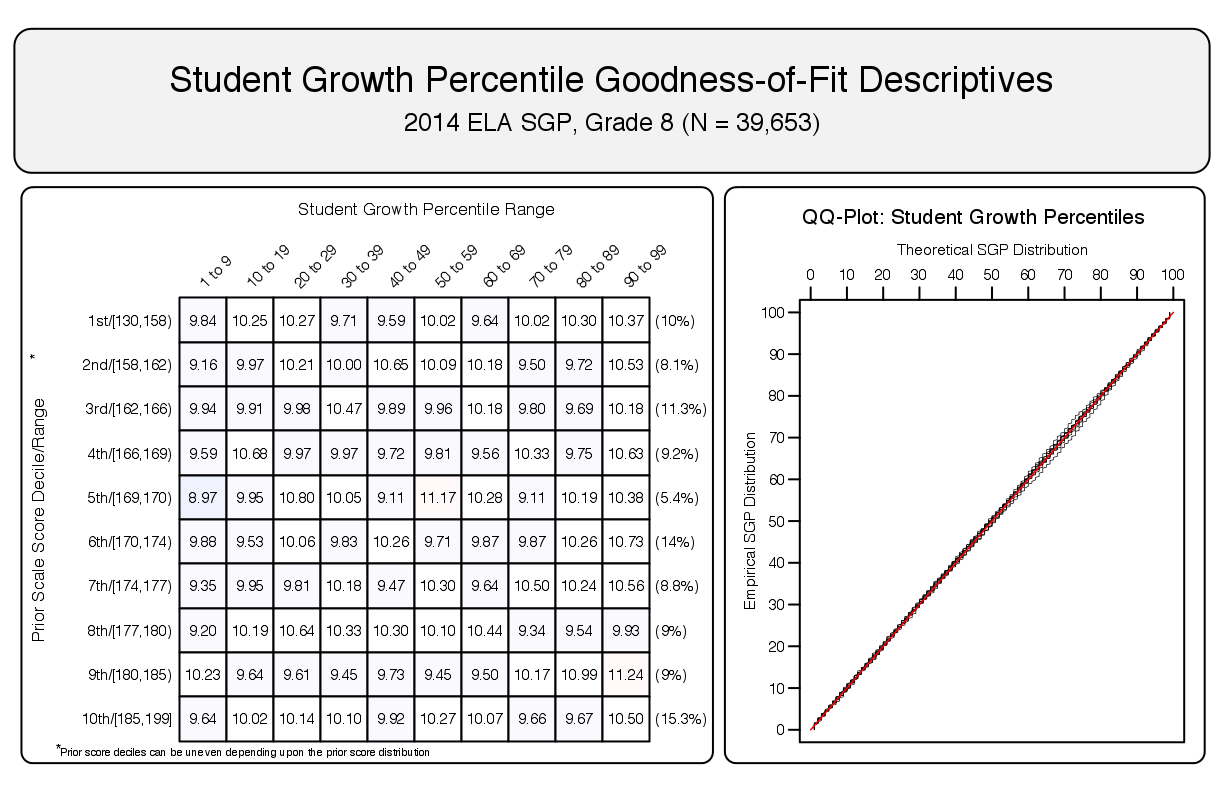 Student Growth Percentile Goodness-of-Fit Descriptives
2014 ELA SGP, Grade 8 (N = 39,653)
Student Growth Percentile Range
1 to 9 10 to 19 20 to 29 30 to 39 40 to 49 50 to 59 60 to 69 70 to 79 80 to 89 90 to 99
1st/[130,158) 9.84 10.25 10.27 9.71 9.59 10.02 9.64 10.02 10.30 10.37 (10%)
2nd/[158,162) 9.16 9.97 10.21 10.00 10.65 10.09 10.18 9.50 9.72 10.53 (8.1%)
3rd/[162,166) 9.94 9.91 9.98 10.47 9.89 9.96 10.18 9.80 9.69 10.18 (11.3%)
4th/[166,169) 9.59 10.68 9.97 9.97 9.72 9.81 9.56 10.33 9.75 10.63 (9.2%)
5th/[169,170) 8.97 9.95 10.80 10.05 9.11 11.17 10.28 9.11 10.19 10.38 (5.4%)
6th/[170,174) 9.88 9.53 10.06 9.83 10.26 9.71 9.87 9.87 10.26 10.73 (14%)
7th/[174,177) 9.35 9.95 9.81 10.18 9.47 10.30 9.64 10.50 10.24 10.56 (8.8%)
8th/[177,180) 9.20 10.19 10.64 10.33 10.30 10.10 10.44 9.34 9.54 9.93 (9%)
9th/[180,185) 10.23 9.64 9.61 9.45 9.73 9.45 9.50 10.17 10.99 11.24 (9%)
10th/[185,199] 9.64 10.02 10.14 10.10 9.92 10.27 10.07 9.66 9.67 10.50 (15.3%)
Prior Scale Score Decile/Range *
*Prior score deciles can be uneven depending upon the prior score distribution
QQ-Plot: Student Growth Percentiles
Theoretical SGP Distribution
0 10 20 30 40 50 60 70 80 90 100
100
90
80
70
60
50
40
30
20
10
0
Empirical SGP Distribution